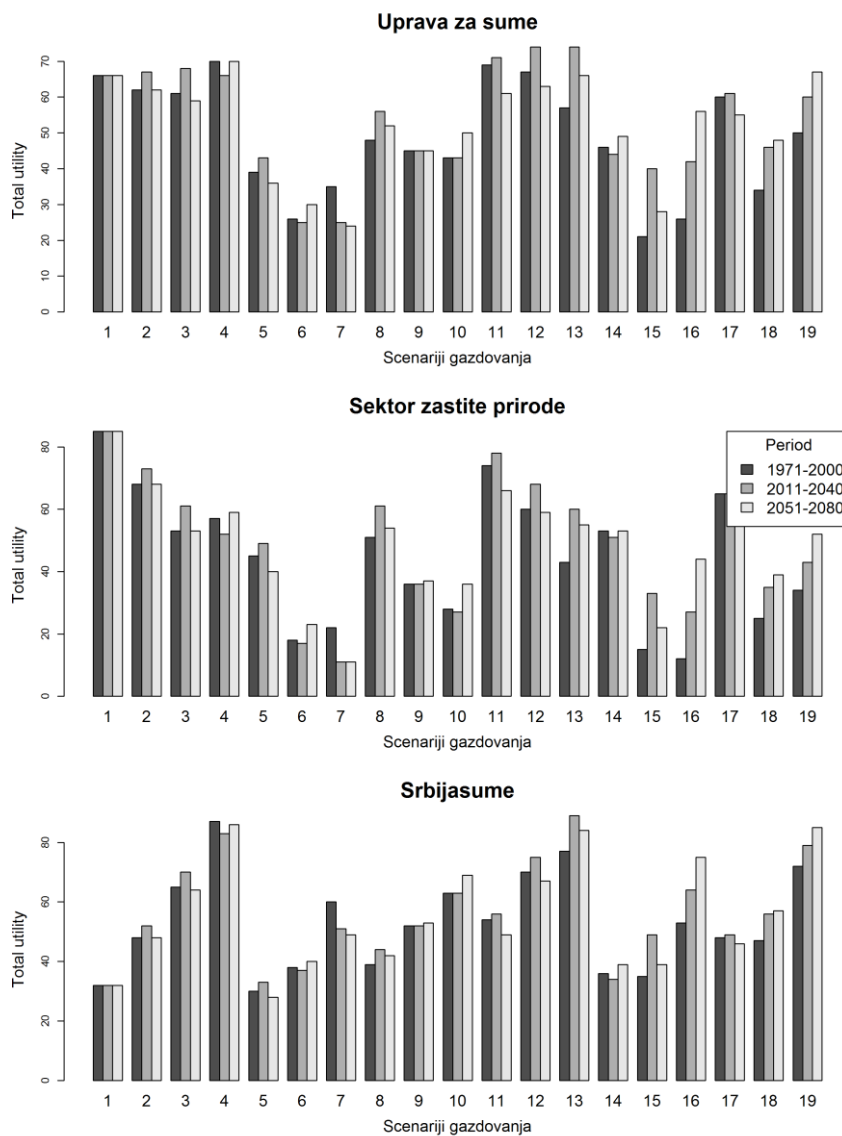 Uprava za sume
Total utility
0 10 20 30 40 50 60 70
1 2 3 4 5 6 7 8 9 10 11 12 13 14 15 16 17 18 19
Scenariji gazdovanja
Sektor zastite prirode
Total utility
0 20 40 60 80
Period
1971-2000
2011-2040
2051-2080
1 2 3 4 5 6 7 8 9 10 11 12 13 14 15 16 17 18 19
Scenariji gazdovanja
Srbijasume
Total utility
0 20 40 60 80
1 2 3 4 5 6 7 8 9 10 11 12 13 14 15 16 17 18 19
Scenariji gazdovanja